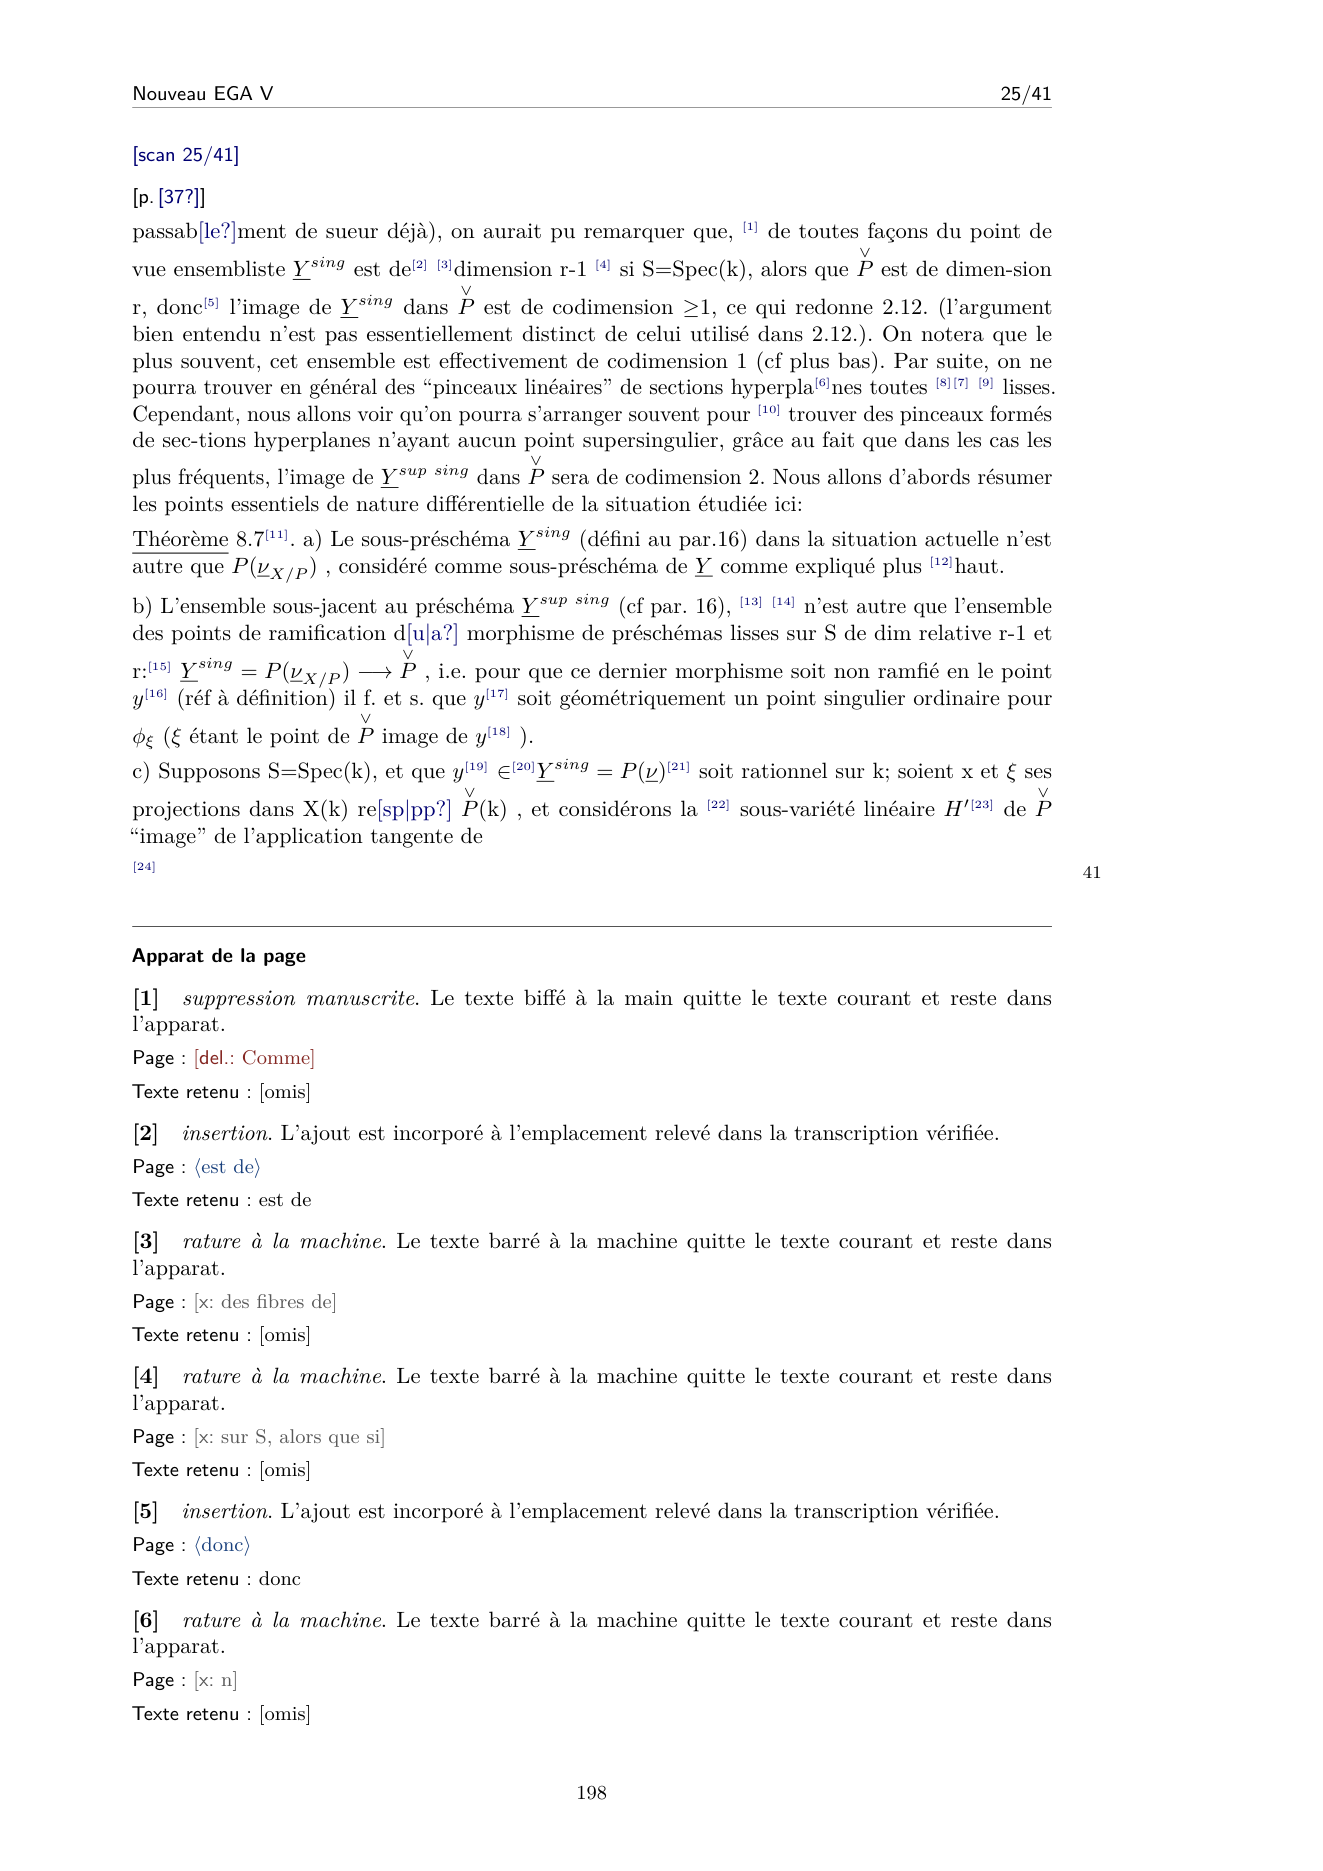 Nouveau EGA V 25/41
[scan 25/41]
[p. [37?]]
passab[le?]ment de sueur déjà), on aurait pu remarquer que, [1] de toutes façons du point de
vue ensembliste Y^sing est de[2] [3]dimension r-1 [4] si S=Spec(k), alors que P̌ est de dimen-sion
r, donc[5] l'image de Y^sing dans P̌ est de codimension ≥1, ce qui redonne 2.12. (l'argument
bien entendu n'est pas essentiellement distinct de celui utilisé dans 2.12.). On notera que le
plus souvent, cet ensemble est effectivement de codimension 1 (cf plus bas). Par suite, on ne
pourra trouver en général des “pinceaux linéaires” de sections hyperpla[6]nes toutes [8][7] [9] lisses.
Cependant, nous allons voir qu'on pourra s'arranger souvent pour [10] trouver des pinceaux formés
de sec-tions hyperplanes n'ayant aucun point supersingulier, grâce au fait que dans les cas les
plus fréquents, l'image de Y^sup sing dans P̌ sera de codimension 2. Nous allons d'abords résumer
les points essentiels de nature différentielle de la situation étudiée ici:
Théorème 8.7[11]. a) Le sous-préschéma Y^sing (défini au par.16) dans la situation actuelle n'est
autre que P(ν_X/P) , considéré comme sous-préschéma de Y comme expliqué plus [12]haut.
b) L'ensemble sous-jacent au préschéma Y^sup sing (cf par. 16), [13] [14] n'est autre que l'ensemble
des points de ramification d[u|a?] morphisme de préschémas lisses sur S de dim relative r-1 et
r:[15] Y^sing = P(ν_X/P) ⟶ P̌ , i.e. pour que ce dernier morphisme soit non ramfié en le point
y[16] (réf à définition) il f. et s. que y[17] soit géométriquement un point singulier ordinaire pour
ϕ_ξ (ξ étant le point de P̌ image de y[18] ).
c) Supposons S=Spec(k), et que y[19] ∈[20]Y^sing = P(ν)[21] soit rationnel sur k; soient x et ξ ses
projections dans X(k) re[sp|pp?] P̌(k) , et considérons la [22] sous-variété linéaire H′[23] de P̌
“image” de l'application tangente de
[24] 41
Apparat de la page
[1] suppression manuscrite. Le texte biffé à la main quitte le texte courant et reste dans
l'apparat.
Page : [del.: Comme]
Texte retenu : [omis]
[2] insertion. L'ajout est incorporé à l'emplacement relevé dans la transcription vérifiée.
Page : ⟨est de⟩
Texte retenu : est de
[3] rature à la machine. Le texte barré à la machine quitte le texte courant et reste dans
l'apparat.
Page : [x: des fibres de]
Texte retenu : [omis]
[4] rature à la machine. Le texte barré à la machine quitte le texte courant et reste dans
l'apparat.
Page : [x: sur S, alors que si]
Texte retenu : [omis]
[5] insertion. L'ajout est incorporé à l'emplacement relevé dans la transcription vérifiée.
Page : ⟨donc⟩
Texte retenu : donc
[6] rature à la machine. Le texte barré à la machine quitte le texte courant et reste dans
l'apparat.
Page : [x: n]
Texte retenu : [omis]
198